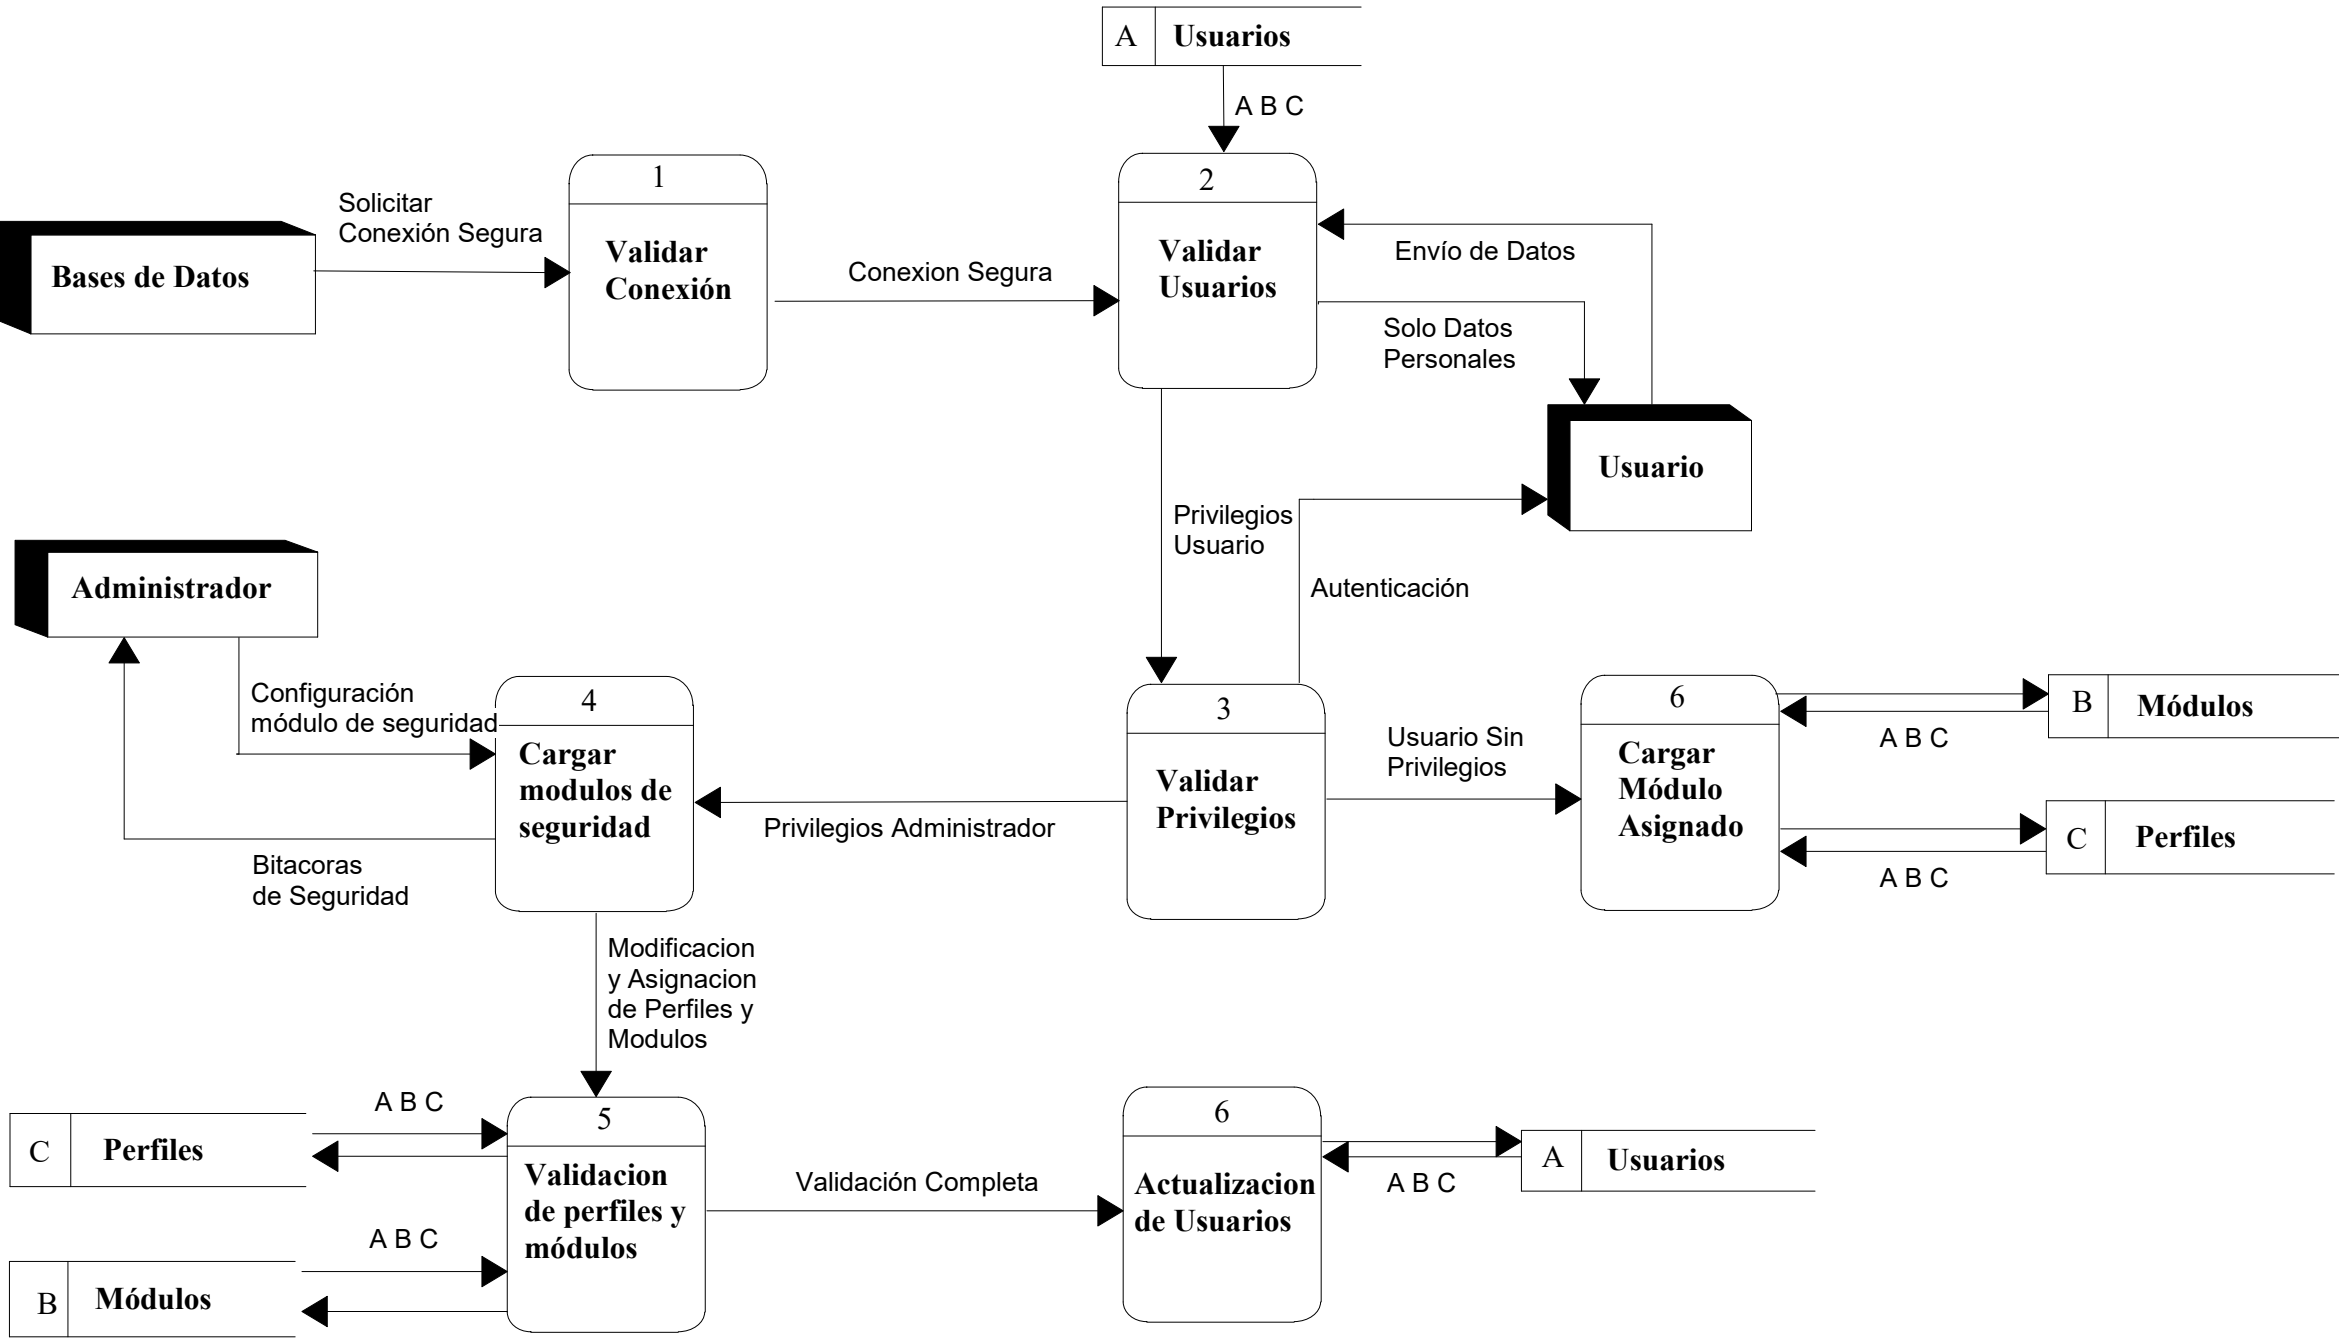 A
Usuarios
A B C
1
Validar
Conexión
2
Validar
Usuarios
Solicitar
Conexión Segura
Bases de Datos
Conexion Segura
Envío de Datos
Solo Datos
Personales
Usuario
Privilegios
Usuario
Autenticación
Administrador
Configuración
módulo de seguridad
4
Cargar
modulos de
seguridad
Bitacoras
de Seguridad
Privilegios Administrador
3
Validar
Privilegios
Usuario Sin
Privilegios
6
Cargar
Módulo
Asignado
B
Módulos
A B C
C
Perfiles
A B C
Modificacion
y Asignacion
de Perfiles y
Modulos
C
Perfiles
A B C
B
Módulos
A B C
5
Validacion
de perfiles y
módulos
Validación Completa
6
Actualizacion
de Usuarios
A B C
A
Usuarios